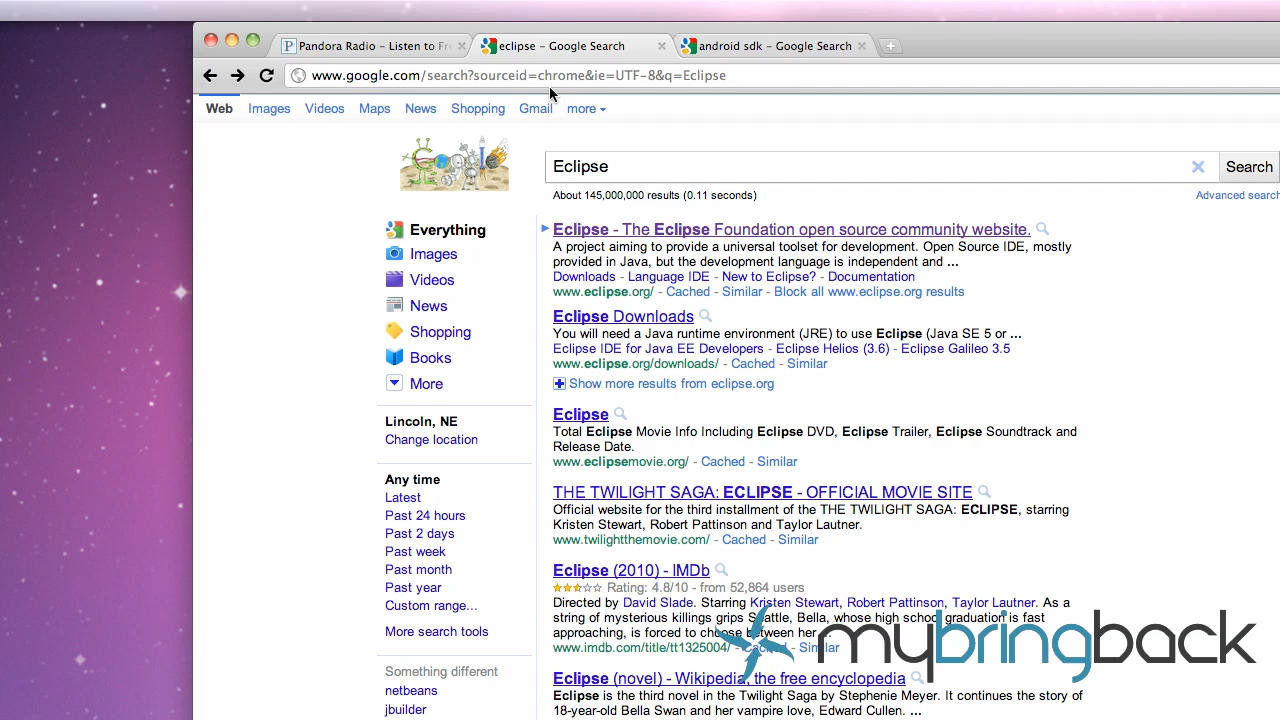 Pandora Radio – Listen to Fr
eclipse – Google Search
android sdk – Google Search
www.google.com/search?sourceid=chrome&ie=UTF-8&q=Eclipse
Web Images Videos Maps News Shopping Gmail more
Eclipse
Search
About 145,000,000 results (0.11 seconds)
Advanced search
Everything
Images
Videos
News
Shopping
Books
More
Lincoln, NE
Change location
Any time
Latest
Past 24 hours
Past 2 days
Past week
Past month
Past year
Custom range...
More search tools
Something different
netbeans
jbuilder
Eclipse - The Eclipse Foundation open source community website.
A project aiming to provide a universal toolset for development. Open Source IDE, mostly
provided in Java, but the development language is independent and ...
Downloads - Language IDE - New to Eclipse? - Documentation
www.eclipse.org/ - Cached - Similar - Block all www.eclipse.org results
Eclipse Downloads
You will need a Java runtime environment (JRE) to use Eclipse (Java SE 5 or ...
Eclipse IDE for Java EE Developers - Eclipse Helios (3.6) - Eclipse Galileo 3.5
www.eclipse.org/downloads/ - Cached - Similar
Show more results from eclipse.org
Eclipse
Total Eclipse Movie Info Including Eclipse DVD, Eclipse Trailer, Eclipse Soundtrack and
Release Date.
www.eclipsemovie.org/ - Cached - Similar
THE TWILIGHT SAGA: ECLIPSE - OFFICIAL MOVIE SITE
Official website for the third installment of the THE TWILIGHT SAGA: ECLIPSE, starring
Kristen Stewart, Robert Pattinson and Taylor Lautner.
www.twilightthemovie.com/ - Cached - Similar
Eclipse (2010) - IMDb
Rating: 4.8/10 - from 52,864 users
Directed by David Slade. Starring Kristen Stewart, Robert Pattinson, Taylor Lautner. As a
string of mysterious killings grips Seattle, Bella, whose high school graduation is fast
approaching, is forced to choose between her ...
www.imdb.com/title/tt1325004/ - Cached - Similar
Eclipse (novel) - Wikipedia, the free encyclopedia
Eclipse is the third novel in the Twilight Saga by Stephenie Meyer. It continues the story of
18-year-old Bella Swan and her vampire love, Edward Cullen. ...
mybringback